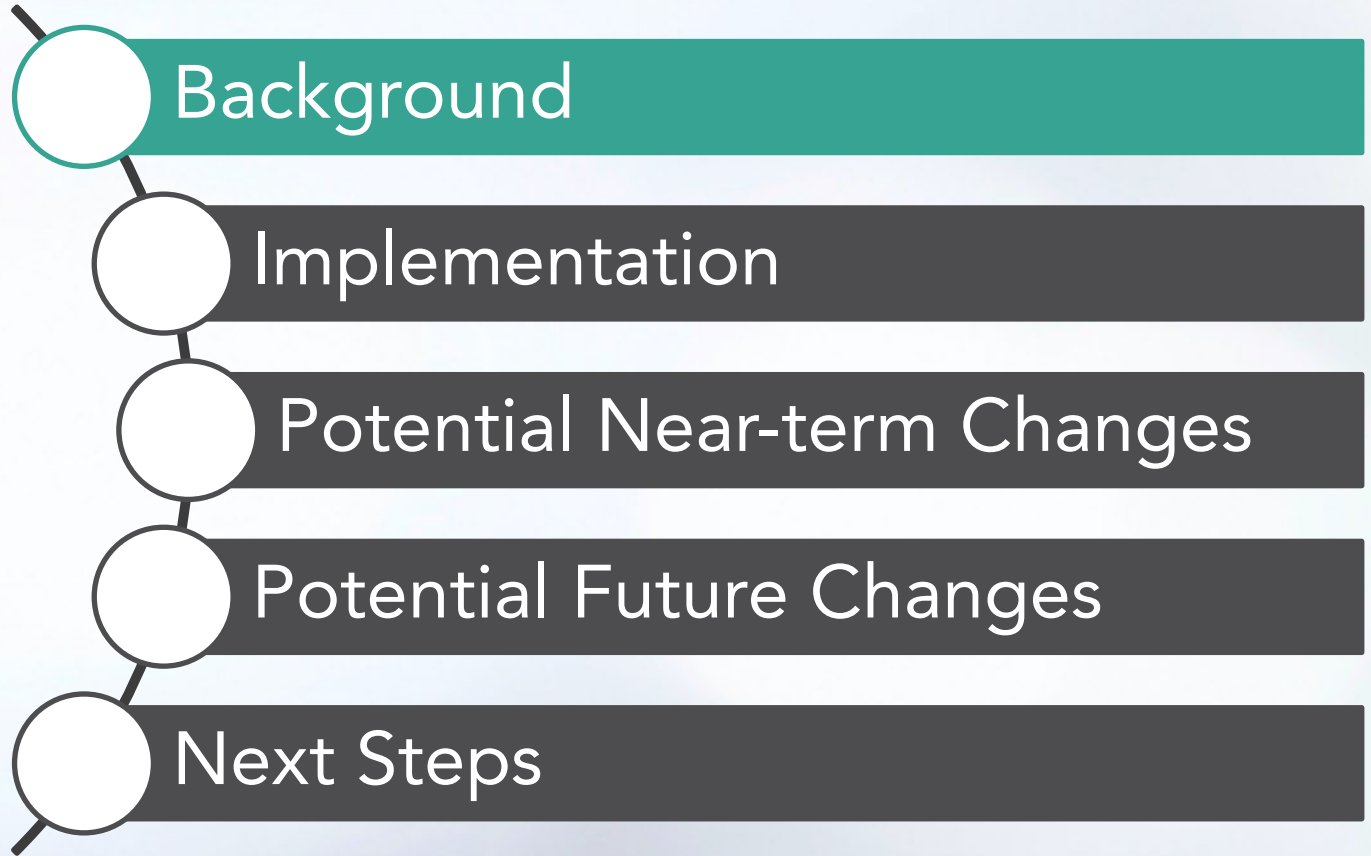 Background
Implementation
Potential Near-term Changes
Potential Future Changes
Next Steps